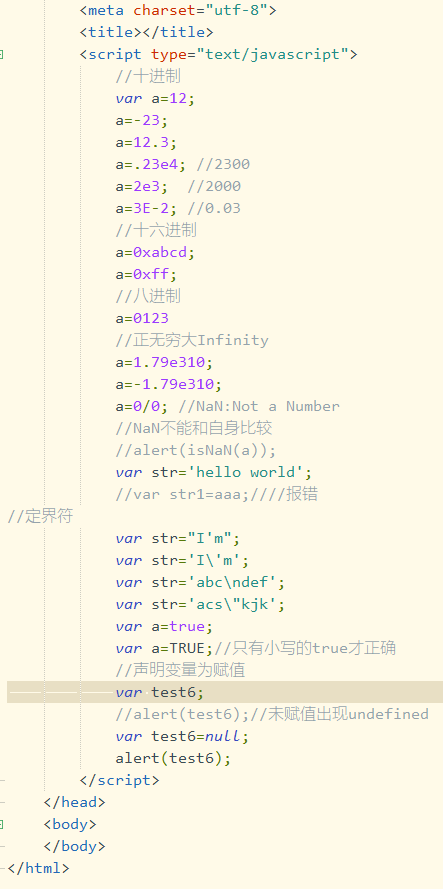 <meta charset="utf-8">
<title></title>
<script type="text/javascript">
//十进制
var a=12;
a=-23;
a=12.3;
a=.23e4; //2300
a=2e3;  //2000
a=3E-2; //0.03
//十六进制
a=0xabcd;
a=0xff;
//八进制
a=0123
//正无穷大Infinity
a=1.79e310;
a=-1.79e310;
a=0/0; //NaN:Not a Number
//NaN不能和自身比较
//alert(isNaN(a));
var str='hello world';
//var str1=aaa;////报错
//定界符
var str="I'm";
var str='I\'m';
var str='abc\ndef';
var str='acs\"kjk';
var a=true;
var a=TRUE;//只有小写的true才正确
//声明变量为赋值
var test6;
//alert(test6);//未赋值出现undefined
var test6=null;
alert(test6);
</script>
</head>
<body>
</body>
</html>